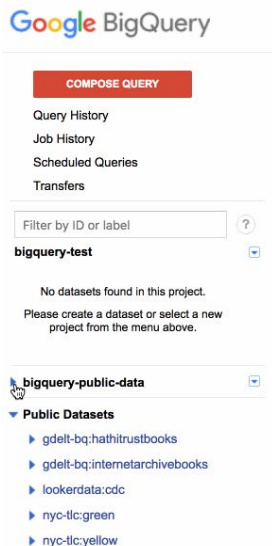 Google BigQuery
COMPOSE QUERY
Query History
Job History
Scheduled Queries
Transfers
Filter by ID or label
?
bigquery-test
No datasets found in this project.
Please create a dataset or select a new
project from the menu above.
bigquery-public-data
Public Datasets
gdelt-bq:hathitrustbooks
gdelt-bq:internetarchivebooks
lookerdata:cdc
nyc-tlc:green
nyc-tlc:yellow